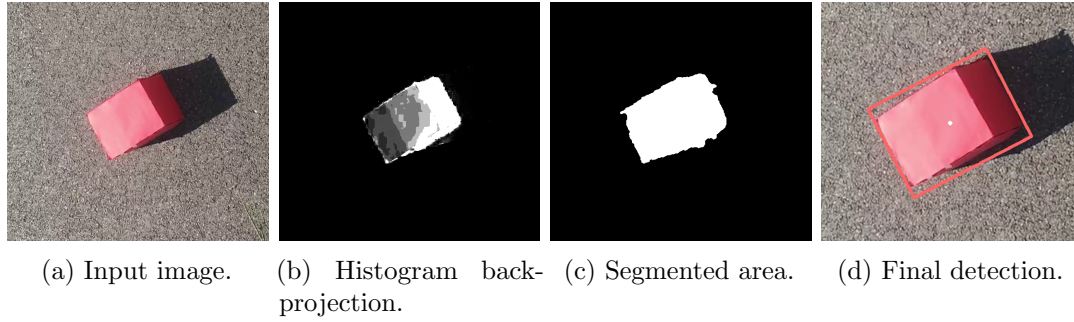 (a) Input image.
(b) Histogram back-
projection.
(c) Segmented area.
(d) Final detection.